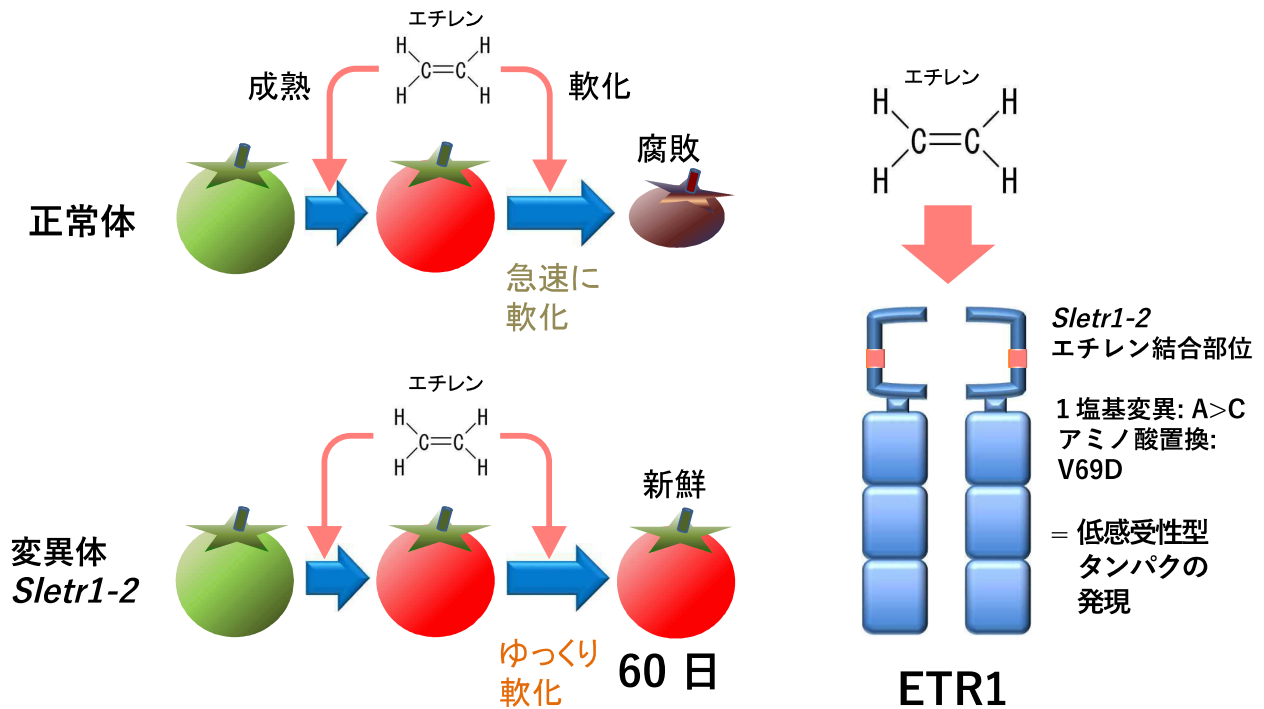 エチレン
H H
C=C
H H
成熟
軟化
腐敗
正常体
急速に
軟化
エチレン
H H
C=C
H H
新鮮
変異体
Sletr1-2
ゆっくり
軟化
60 日
エチレン
H H
C=C
H H
Sletr1-2
エチレン結合部位
1 塩基変異: A>C
アミノ酸置換:
V69D
= 低感受性型
タンパクの
発現
ETR1